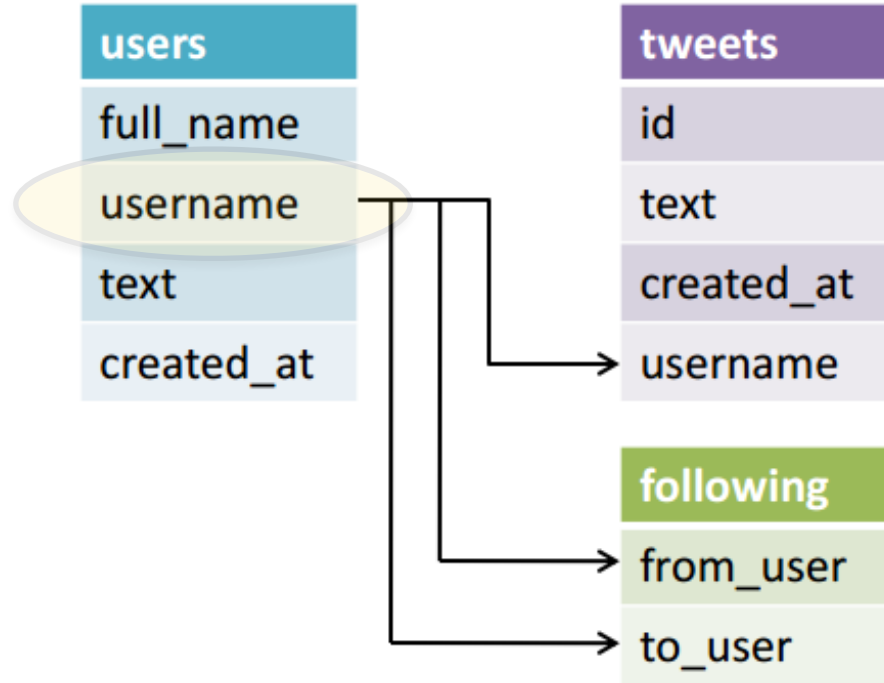 users
full_name
username
text
created_at
tweets
id
text
created_at
username
following
from_user
to_user